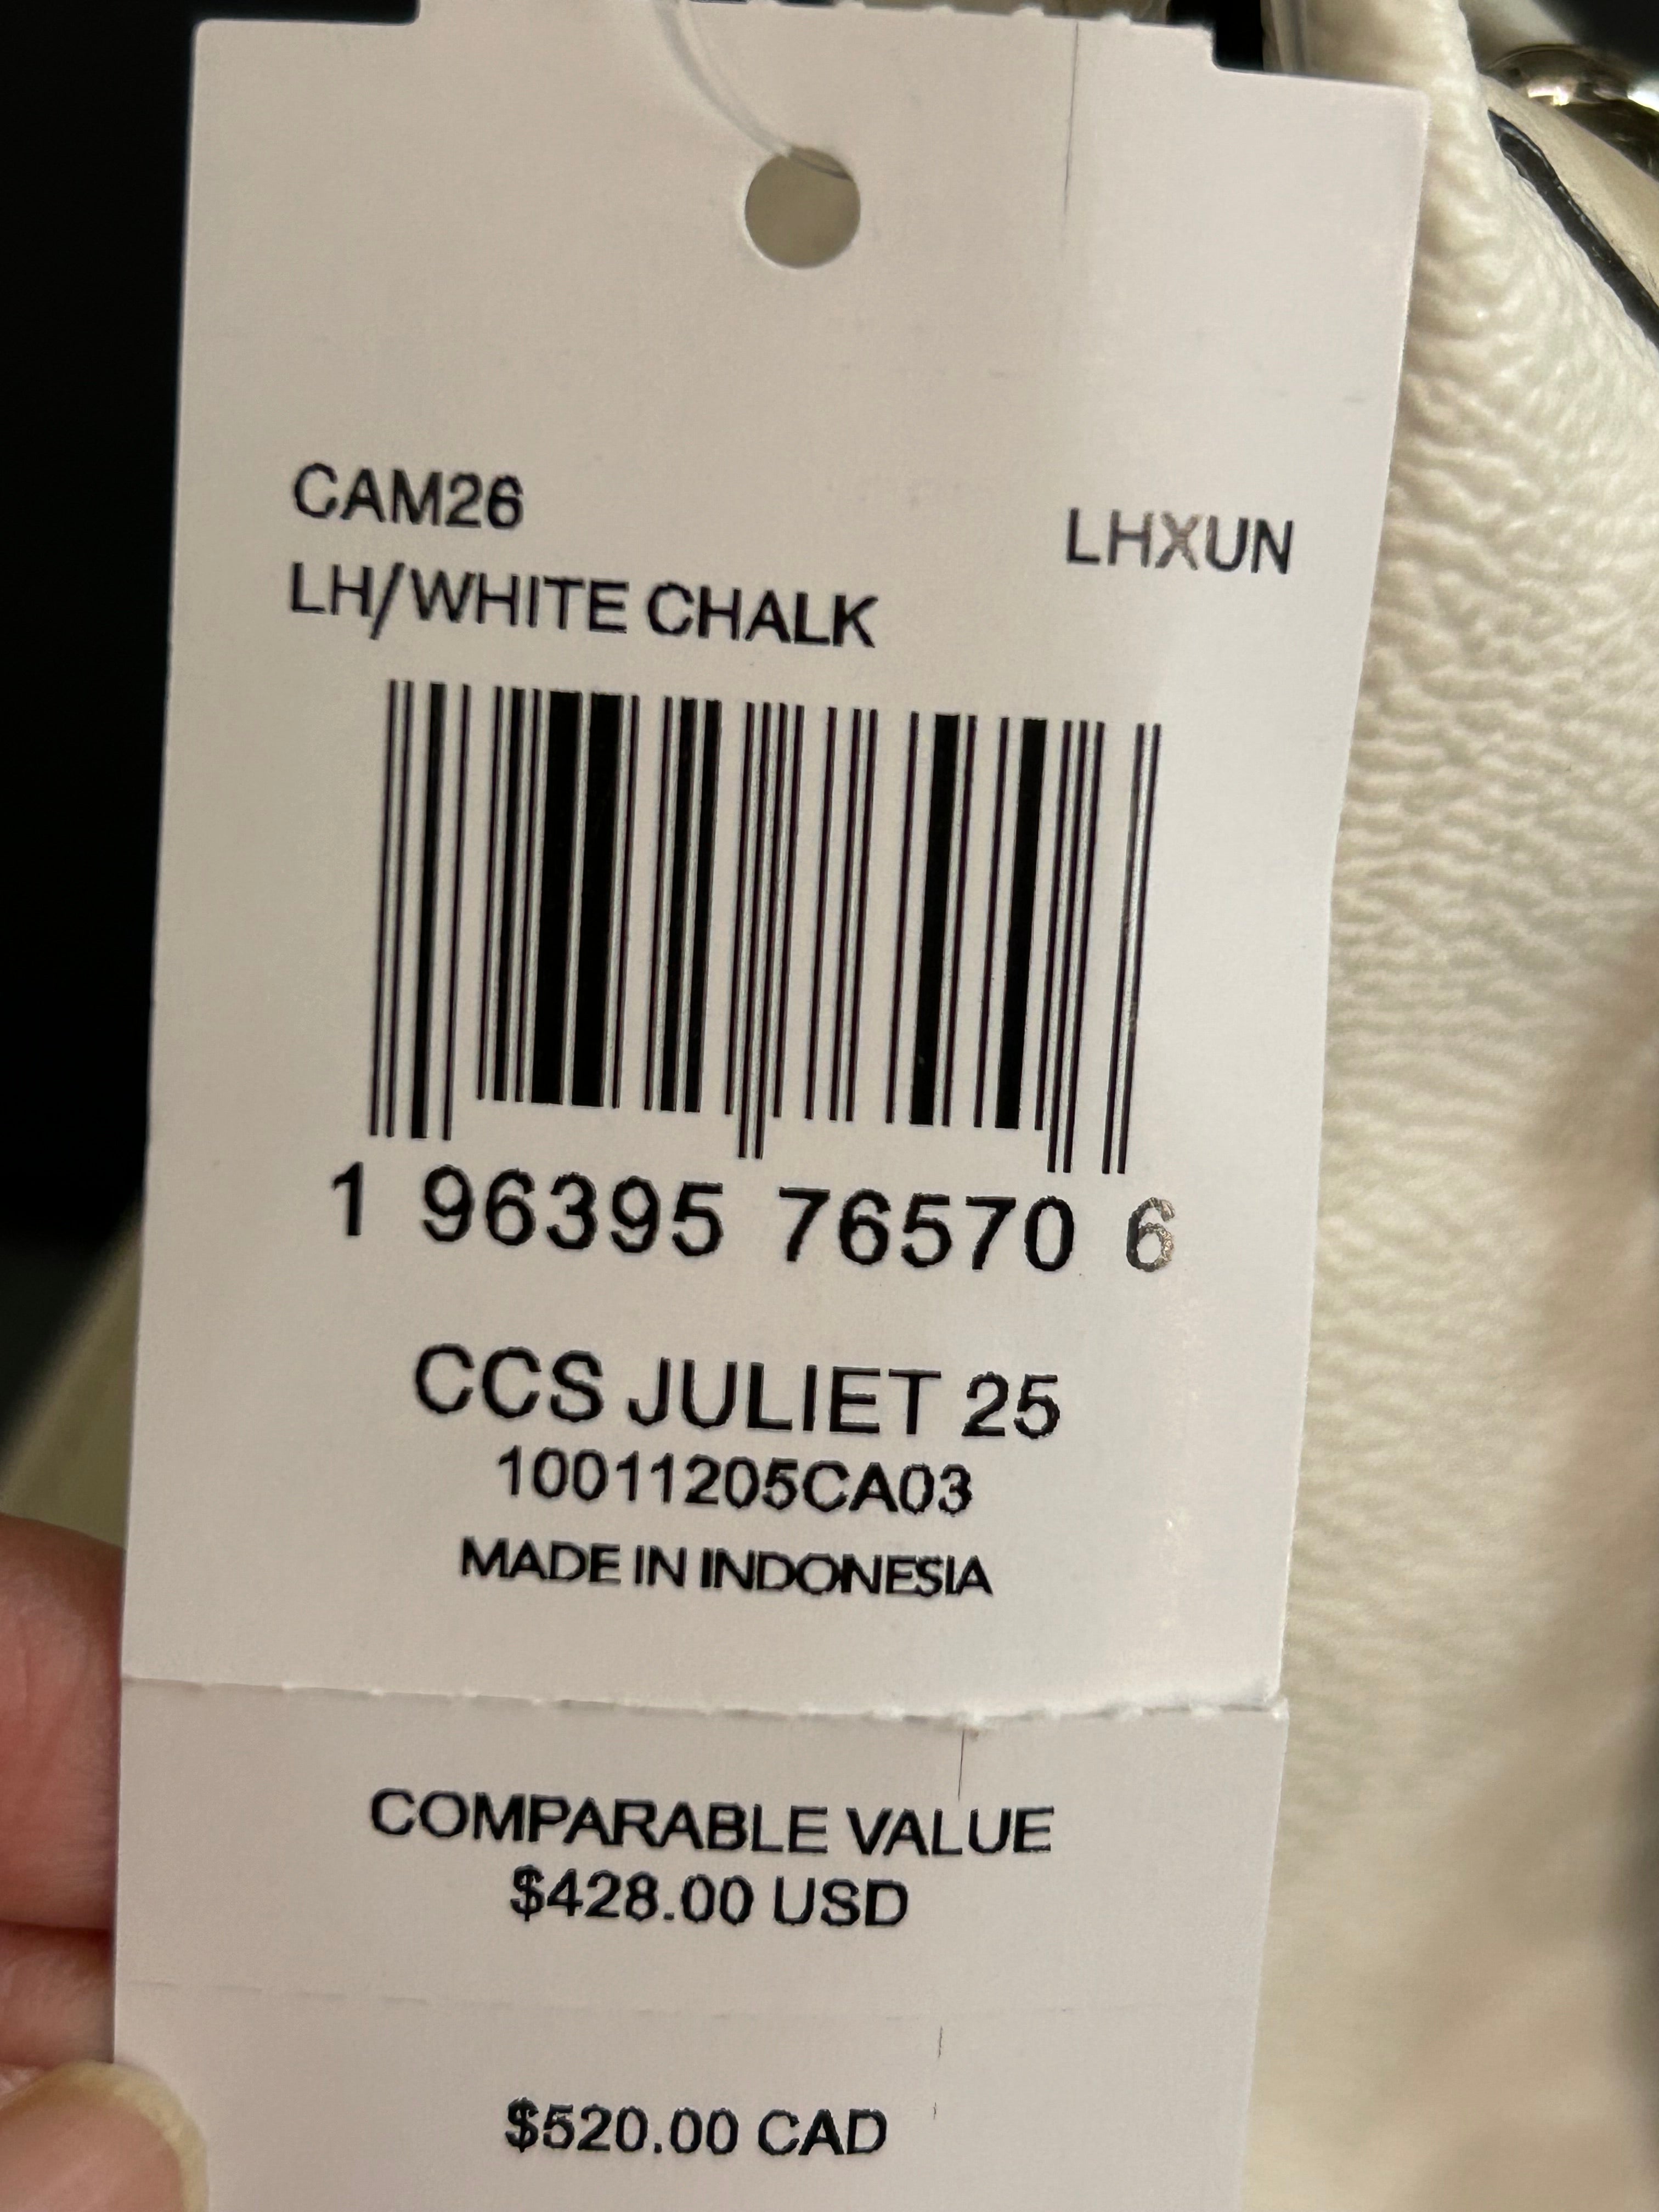 CAM26
LHXUN
LH/WHITE CHALK
1 96395 76570 6
CCS JULIET 25
10011205CA03
MADE IN INDONESIA
COMPARABLE VALUE
$428.00 USD
$520.00 CAD